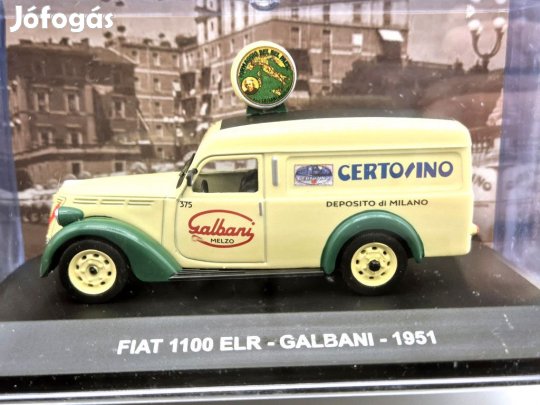 Jófogás
CERTOSINO
DEPOSITO di MILANO
375
Galbani
MELZO
FIAT 1100 ELR - GALBANI - 1951